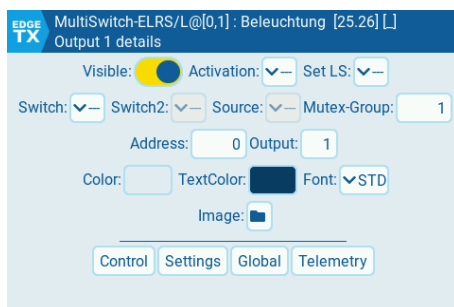 EDGE TX MultiSwitch-ELRS/L@[0,1] : Beleuchtung [25.26] [_]
Output 1 details
Visible: Activation: --- Set LS: ---
Switch: --- Switch2: --- Source: --- Mutex-Group: 1
Address: 0 Output: 1
Color: TextColor: Font: STD
Image:
Control Settings Global Telemetry